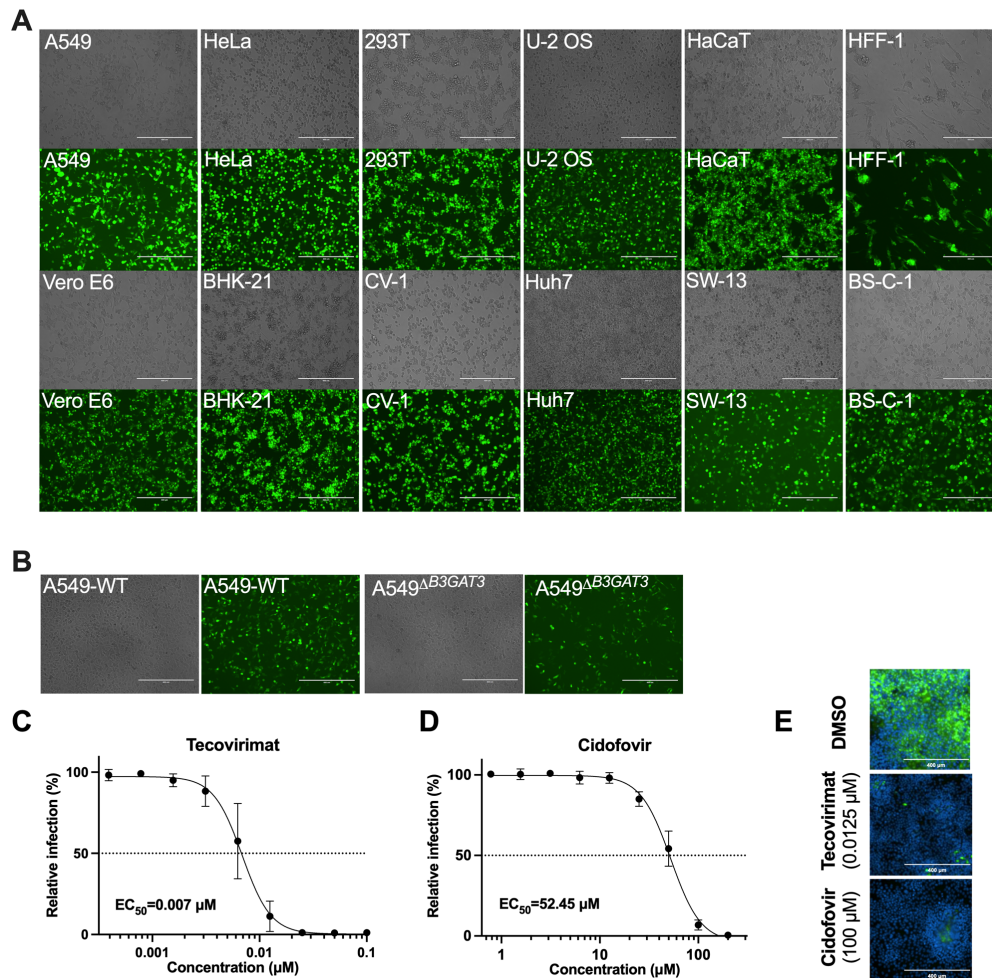 A
A549 HeLa 293T U-2 OS HaCaT HFF-1
A549 HeLa 293T U-2 OS HaCaT HFF-1
Vero E6 BHK-21 CV-1 Huh7 SW-13 BS-C-1
Vero E6 BHK-21 CV-1 Huh7 SW-13 BS-C-1
B
A549-WT A549-WT A549ΔB3GAT3 A549ΔB3GAT3
C
Tecovirimat
Relative infection (%)
100
50
0
EC50=0.007 µM
0.001 0.01 0.1
Concentration (µM)
D
Cidofovir
Relative infection (%)
100
50
0
EC50=52.45 µM
1 10 100
Concentration (µM)
E
DMSO
400 µm
Tecovirimat
(0.0125 µM)
400 µm
Cidofovir
(100 µM)
400 µm